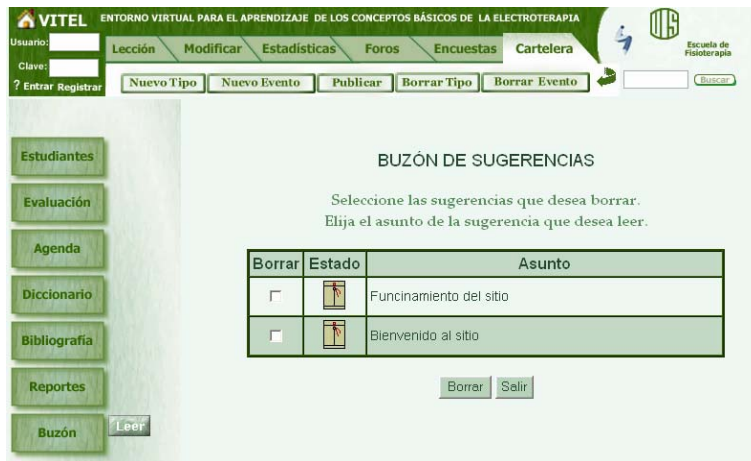 VITEL ENTORNO VIRTUAL PARA EL APRENDIZAJE DE LOS CONCEPTOS BÁSICOS DE LA ELECTROTERAPIA
Usuario:
Clave:
? Entrar Registrar
Lección Modificar Estadísticas Foros Encuestas Cartelera
Escuela de
Fisioterapia
Nuevo Tipo Nuevo Evento Publicar Borrar Tipo Borrar Evento Buscar
Estudiantes
Evaluación
Agenda
Diccionario
Bibliografía
Reportes
Buzón Leer
BUZÓN DE SUGERENCIAS
Seleccione las sugerencias que desea borrar.
Elija el asunto de la sugerencia que desea leer.
Borrar Estado Asunto
Funcinamiento del sitio
Bienvenido al sitio
Borrar Salir